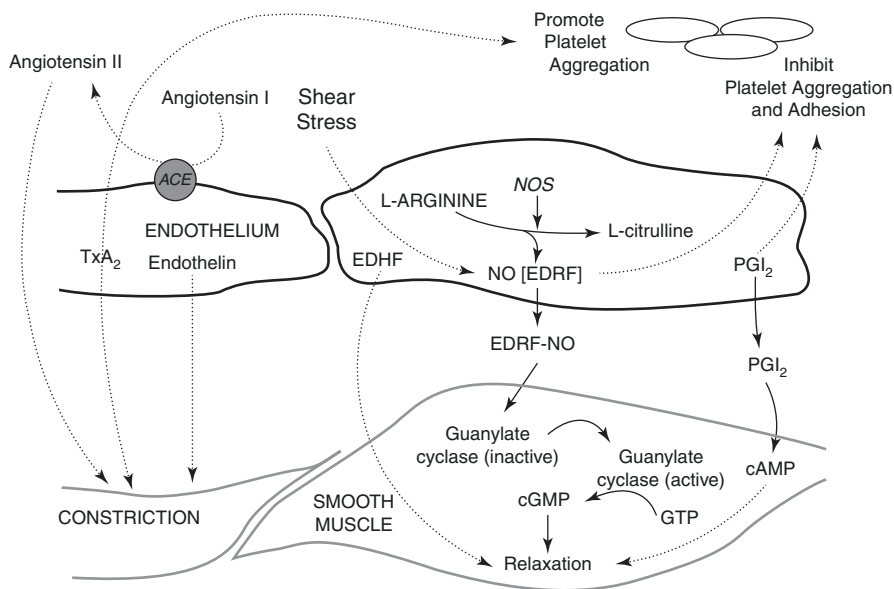 Promote
Platelet
Aggregation
Angiotensin II
Inhibit
Platelet Aggregation
and Adhesion
Angiotensin I
Shear
Stress
ACE
NOS
L-ARGININE
L-citrulline
ENDOTHELIUM
TxA2
Endothelin
EDHF
NO [EDRF]
PGI2
EDRF-NO
PGI2
Guanylate
cyclase (inactive)
Guanylate
cyclase (active)
cAMP
cGMP
GTP
CONSTRICTION
SMOOTH
MUSCLE
Relaxation